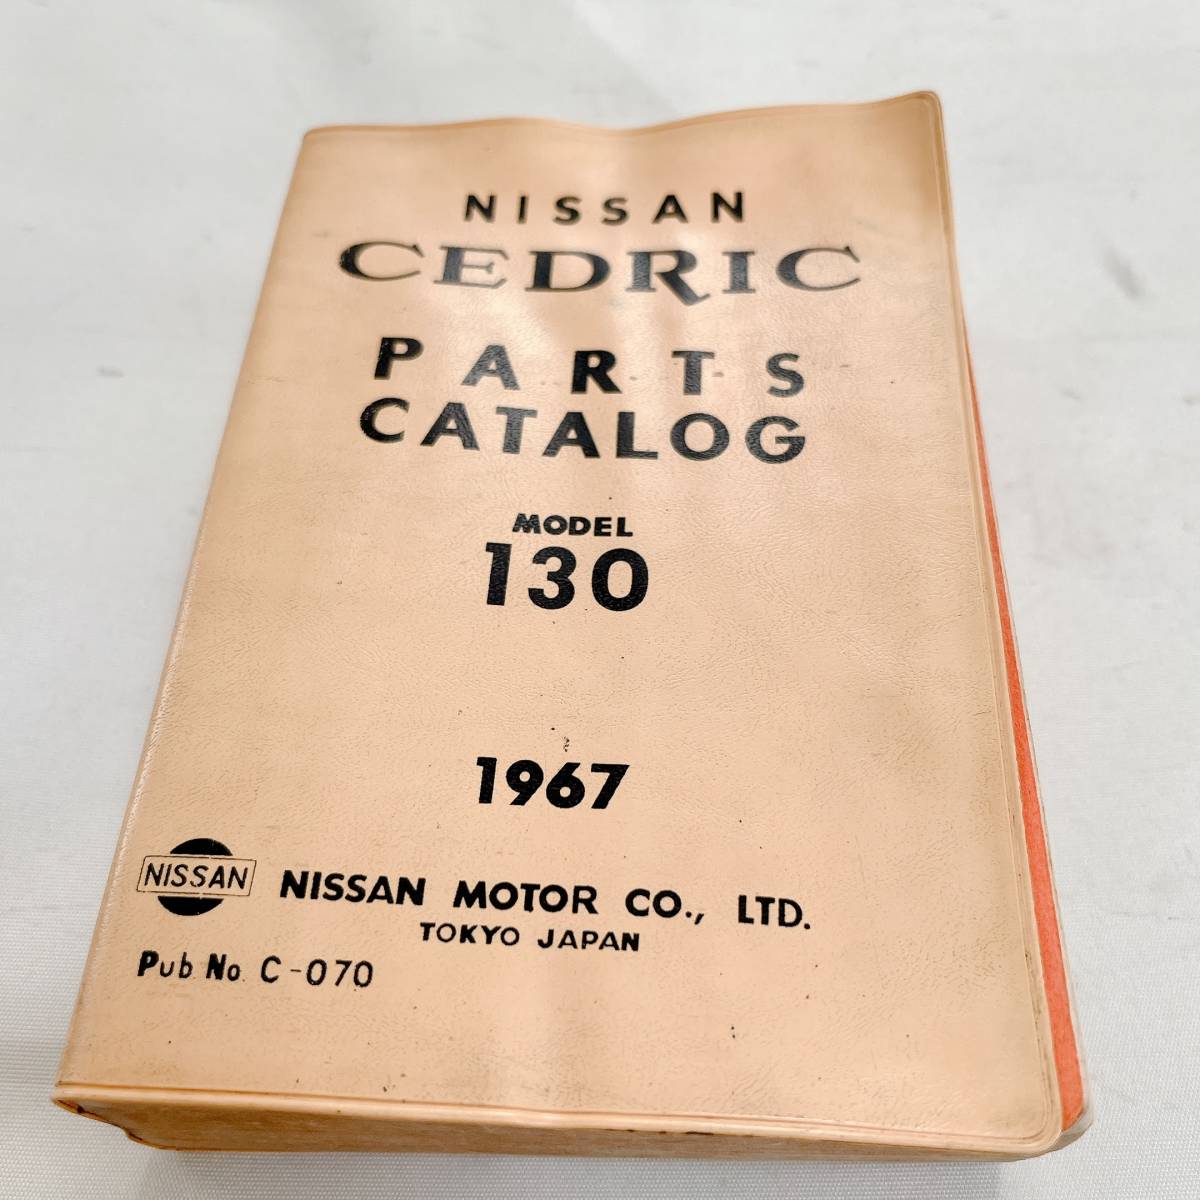 NISSAN
CEDRIC
PARTS
CATALOG
MODEL
130
1967
NISSAN
NISSAN MOTOR CO., LTD.
TOKYO JAPAN
Pub No. C-070